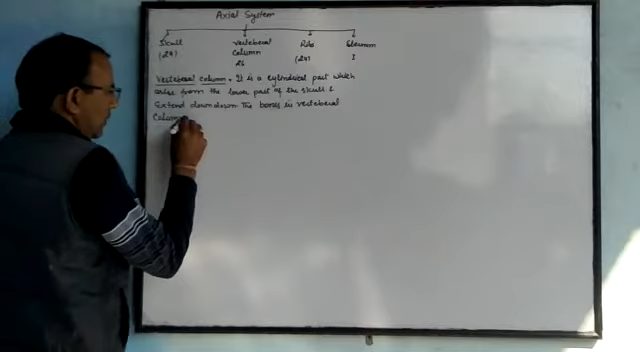 Axial System
Skull Vertebral Ribs Sternum
(29) Column (24) 1
26
Vertebral column - It is a cylindrical part which
arise from the lower part of the skull &
Extend down The bones in vertebral
Column